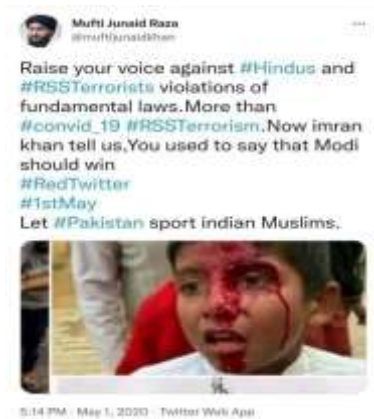 Mufti Junaid Raza
@muftijunaidkhan
Raise your voice against #Hindus and
#RSSTerrorists violations of
fundamental laws.More than
#convid_19 #RSSTerrorism.Now imran
khan tell us,You used to say that Modi
should win
#RedTwitter
#1stMay
Let #Pakistan sport indian Muslims.
5:14 PM · May 1, 2020 · Twitter Web App